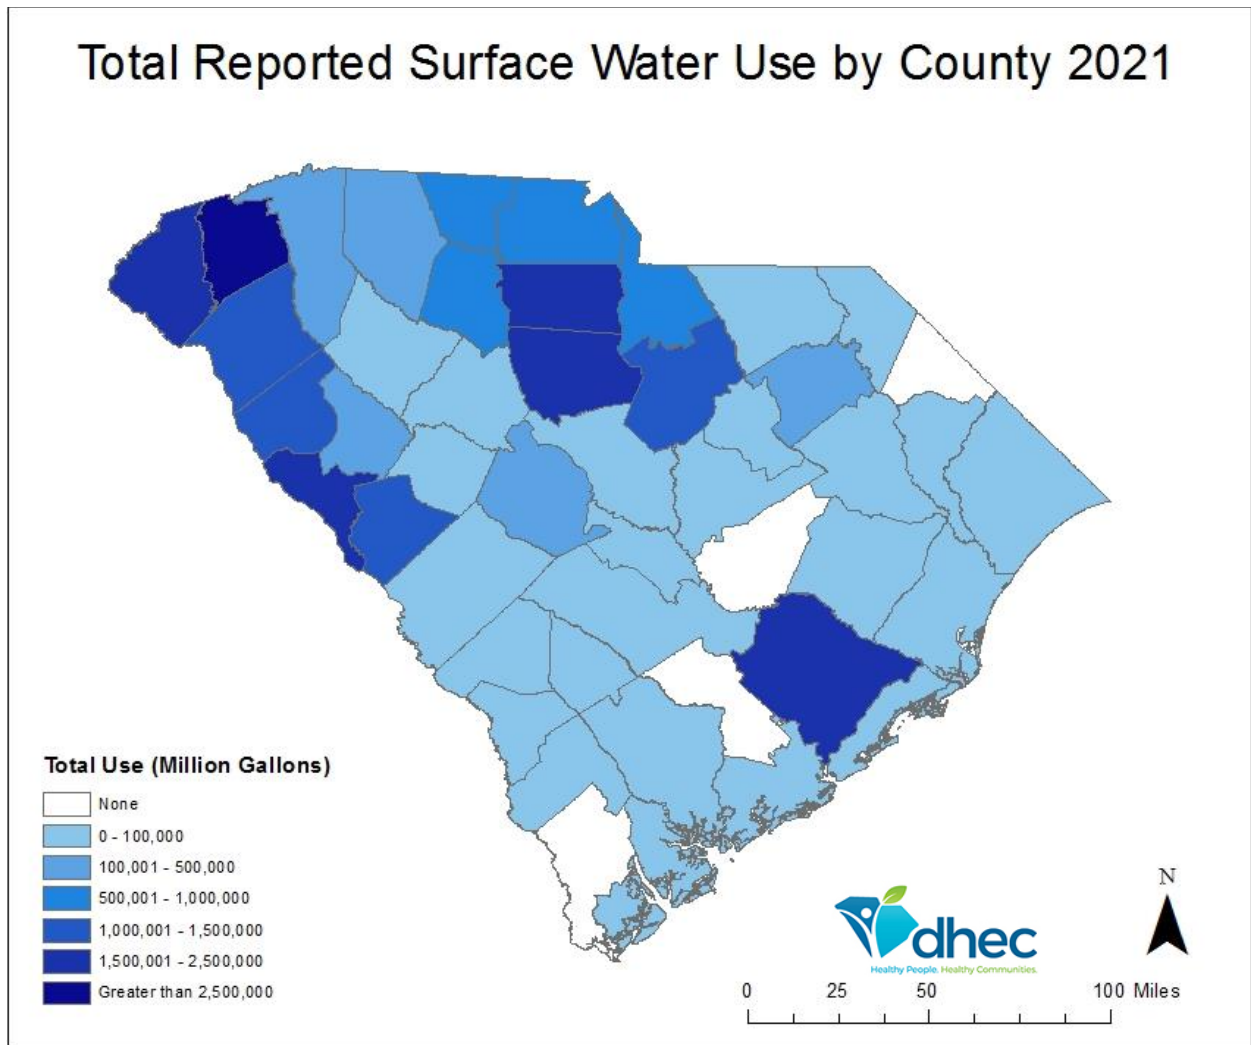 Total Reported Surface Water Use by County 2021
Total Use (Million Gallons)
None
0 - 100,000
100,001 - 500,000
500,001 - 1,000,000
1,000,001 - 1,500,000
1,500,001 - 2,500,000
Greater than 2,500,000
dhec
Healthy People. Healthy Communities.
N
0 25 50 100 Miles